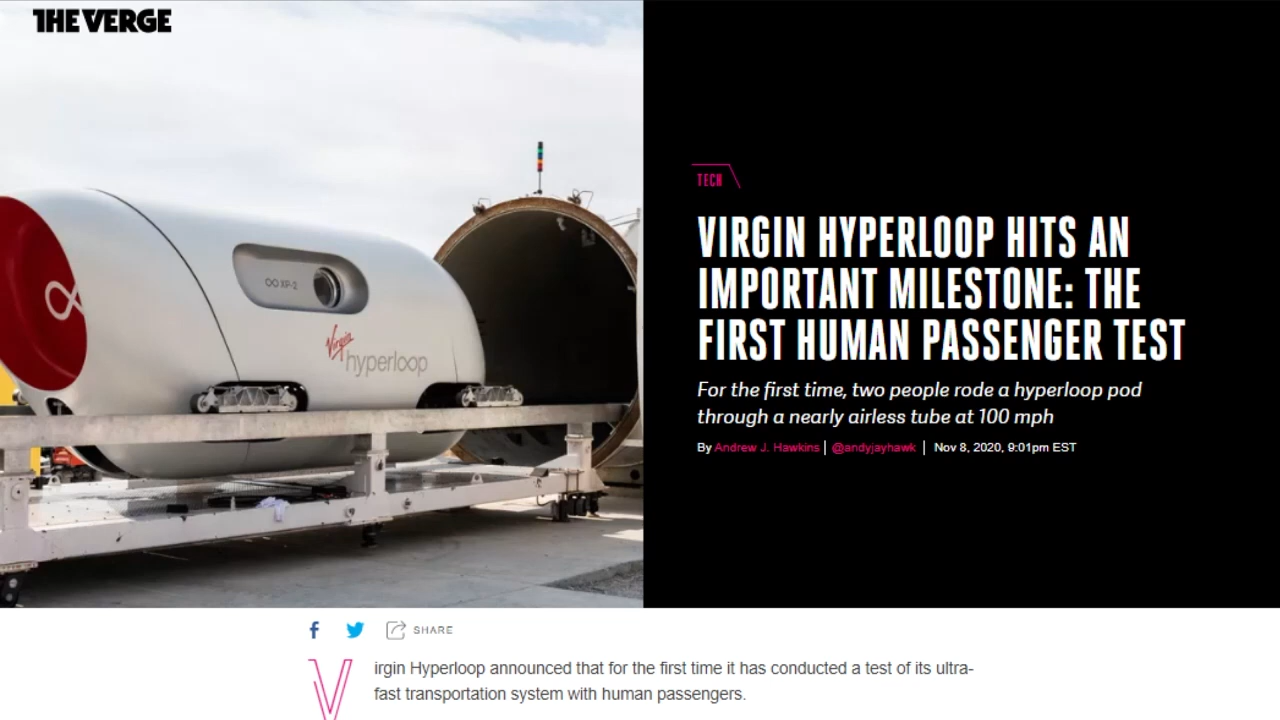 THE VERGE
XP-2
Virgin
hyperloop
TECH
VIRGIN HYPERLOOP HITS AN
IMPORTANT MILESTONE: THE
FIRST HUMAN PASSENGER TEST
For the first time, two people rode a hyperloop pod
through a nearly airless tube at 100 mph
By Andrew J. Hawkins | @andyjayhawk | Nov 8, 2020, 9:01pm EST
SHARE
Virgin Hyperloop announced that for the first time it has conducted a test of its ultra-
fast transportation system with human passengers.